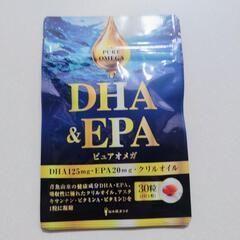 PURE OMEGA
DHA
&EPA
ピュアオメガ
DHA125mg・EPA20mg・クリルオイル
青魚由来の健康成分DHA・EPA、
吸収性に優れたクリルオイル、アスタ
キサンチン・ビタミンA・ビタミンDを
1粒に凝縮
30粒